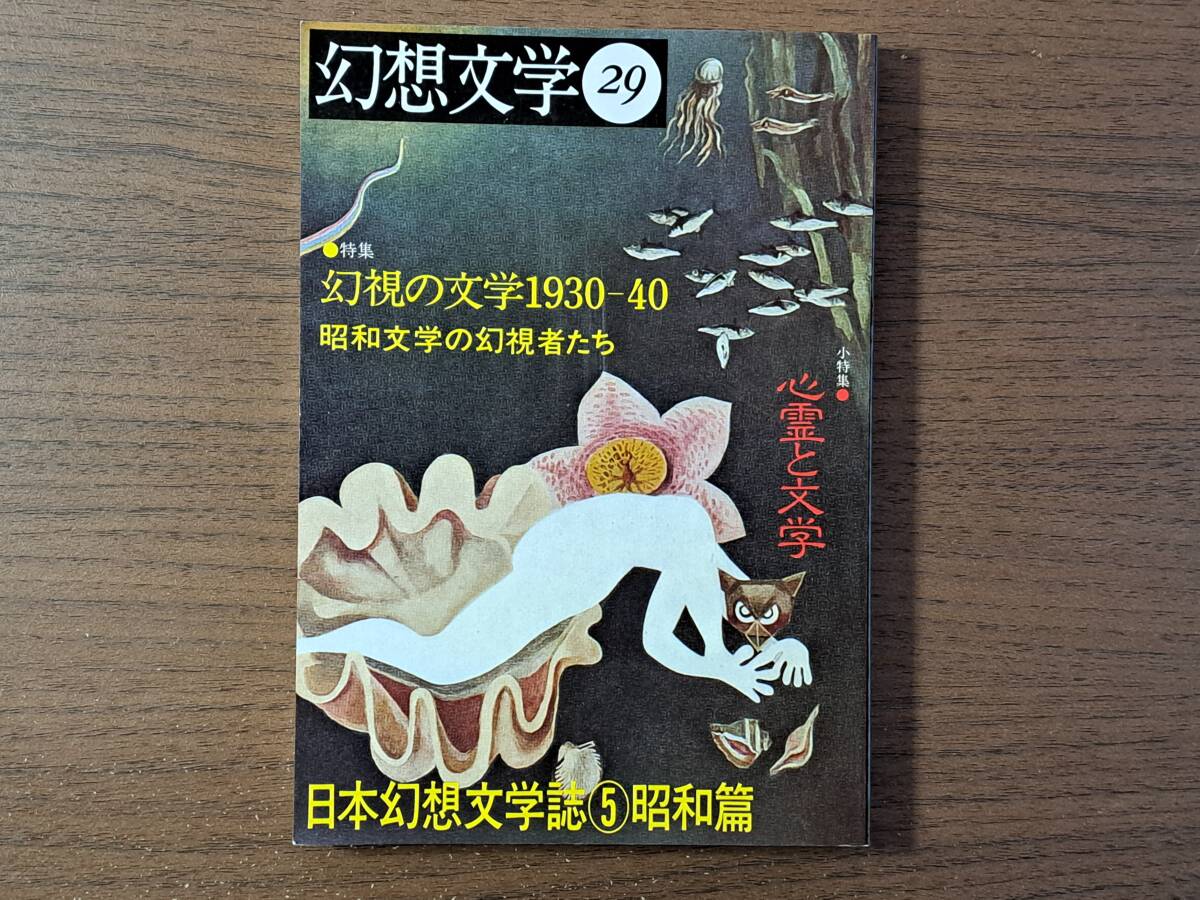 幻想文学 29
●特集
幻視の文学1930-40
昭和文学の幻視者たち
小特集●
心霊と文学
日本幻想文学誌⑤昭和篇